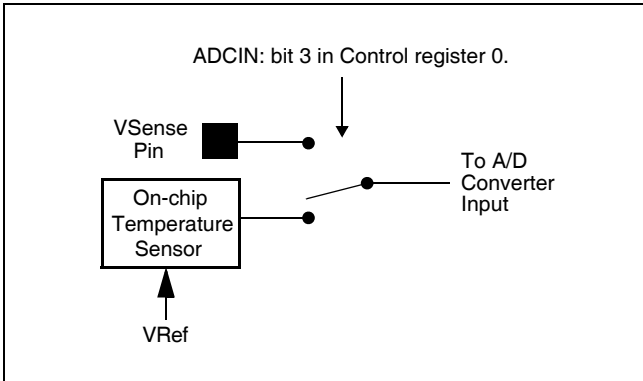 ADCIN: bit 3 in Control register 0.
VSense
Pin
To A/D
Converter
Input
On-chip
Temperature
Sensor
VRef